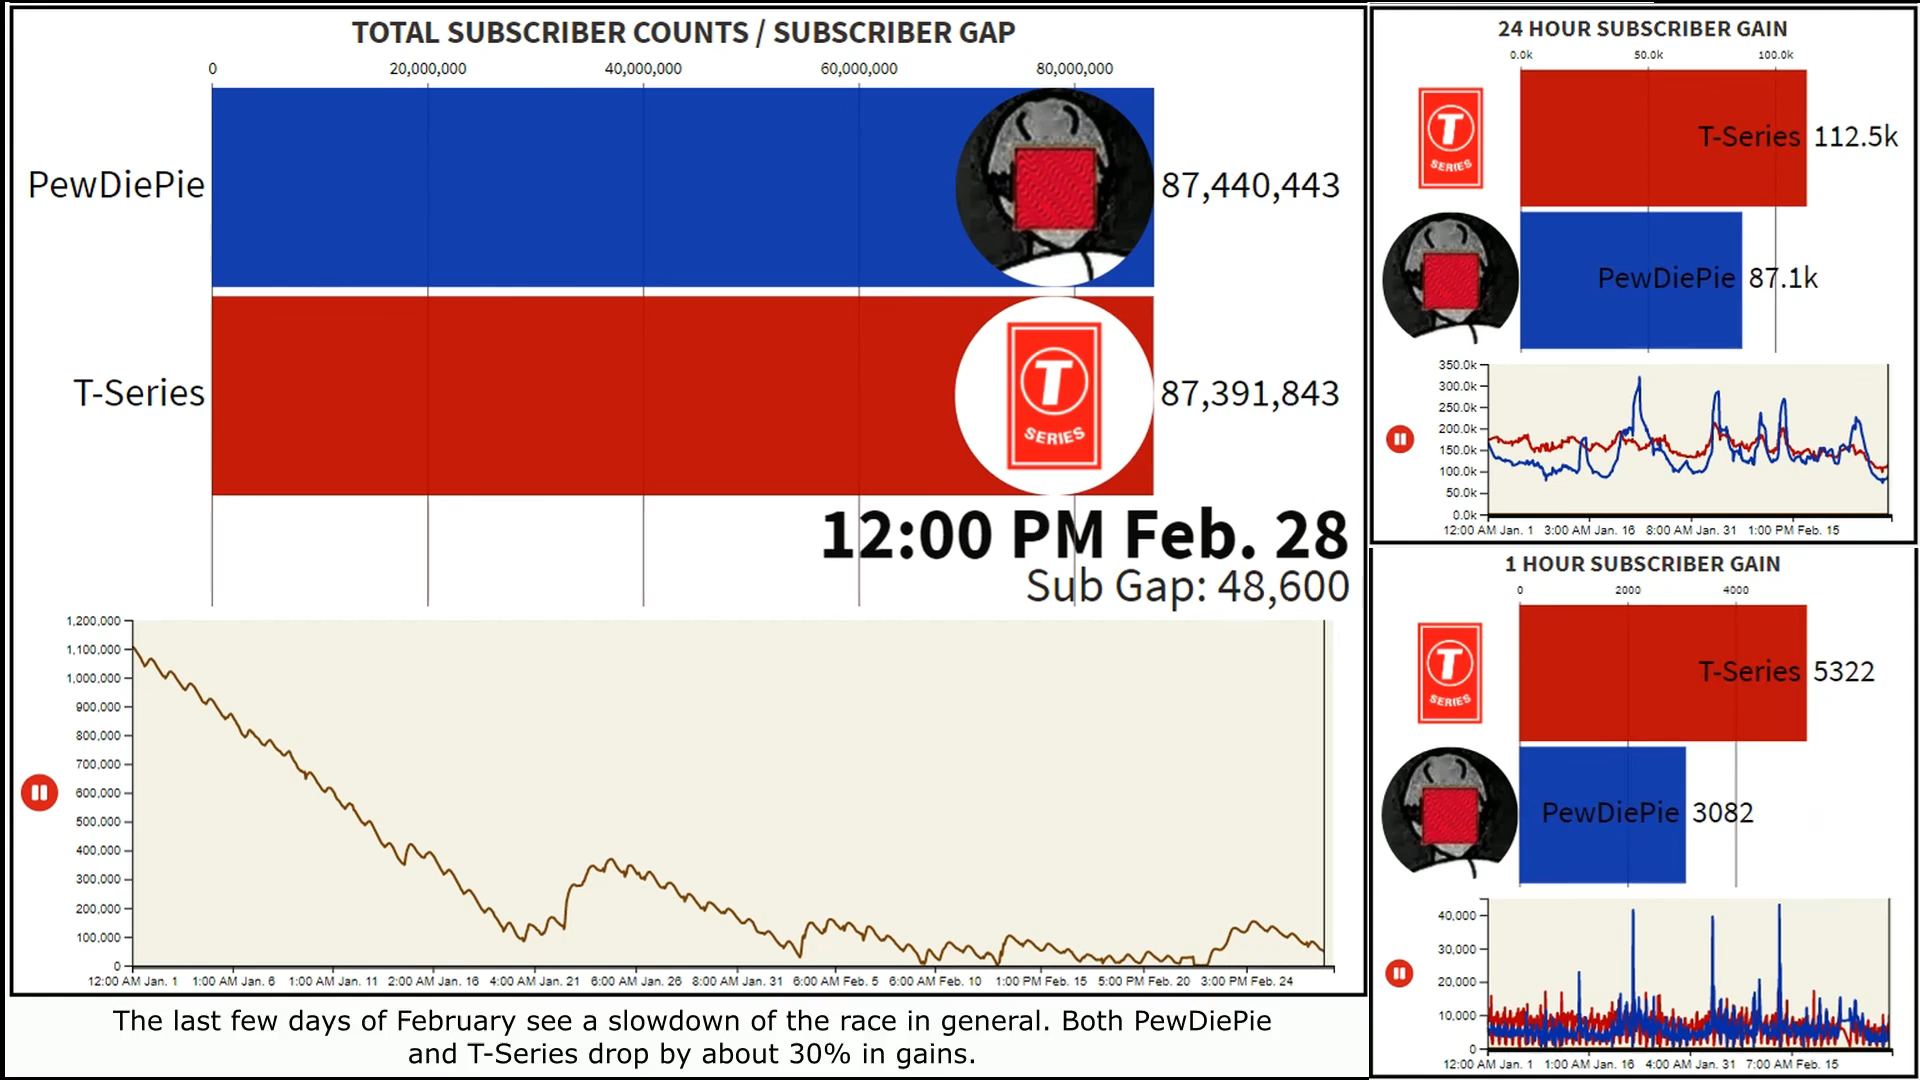 TOTAL SUBSCRIBER COUNTS / SUBSCRIBER GAP
0 20,000,000 40,000,000 60,000,000 80,000,000
PewDiePie 87,440,443
T SERIES
T-Series 87,391,843
12:00 PM Feb. 28
Sub Gap: 48,600
1,200,000
1,100,000
1,000,000
900,000
800,000
700,000
600,000
500,000
400,000
300,000
200,000
100,000
0
12:00 AM Jan. 1 1:00 AM Jan. 6 1:00 AM Jan. 11 2:00 AM Jan. 16 4:00 AM Jan. 21 6:00 AM Jan. 26 8:00 AM Jan. 31 6:00 AM Feb. 5 6:00 AM Feb. 10 1:00 PM Feb. 15 5:00 PM Feb. 20 3:00 PM Feb. 24
The last few days of February see a slowdown of the race in general. Both PewDiePie
and T-Series drop by about 30% in gains.
24 HOUR SUBSCRIBER GAIN
0.0k 50.0k 100.0k
T SERIES
T-Series 112.5k
PewDiePie 87.1k
350.0k
300.0k
250.0k
200.0k
150.0k
100.0k
50.0k
0.0k
12:00 AM Jan. 1 3:00 AM Jan. 16 8:00 AM Jan. 31 1:00 PM Feb. 15
1 HOUR SUBSCRIBER GAIN
0 2000 4000
T SERIES
T-Series 5322
PewDiePie 3082
40,000
30,000
20,000
10,000
0
12:00 AM Jan. 1 1:00 AM Jan. 16 4:00 AM Jan. 31 7:00 AM Feb. 15